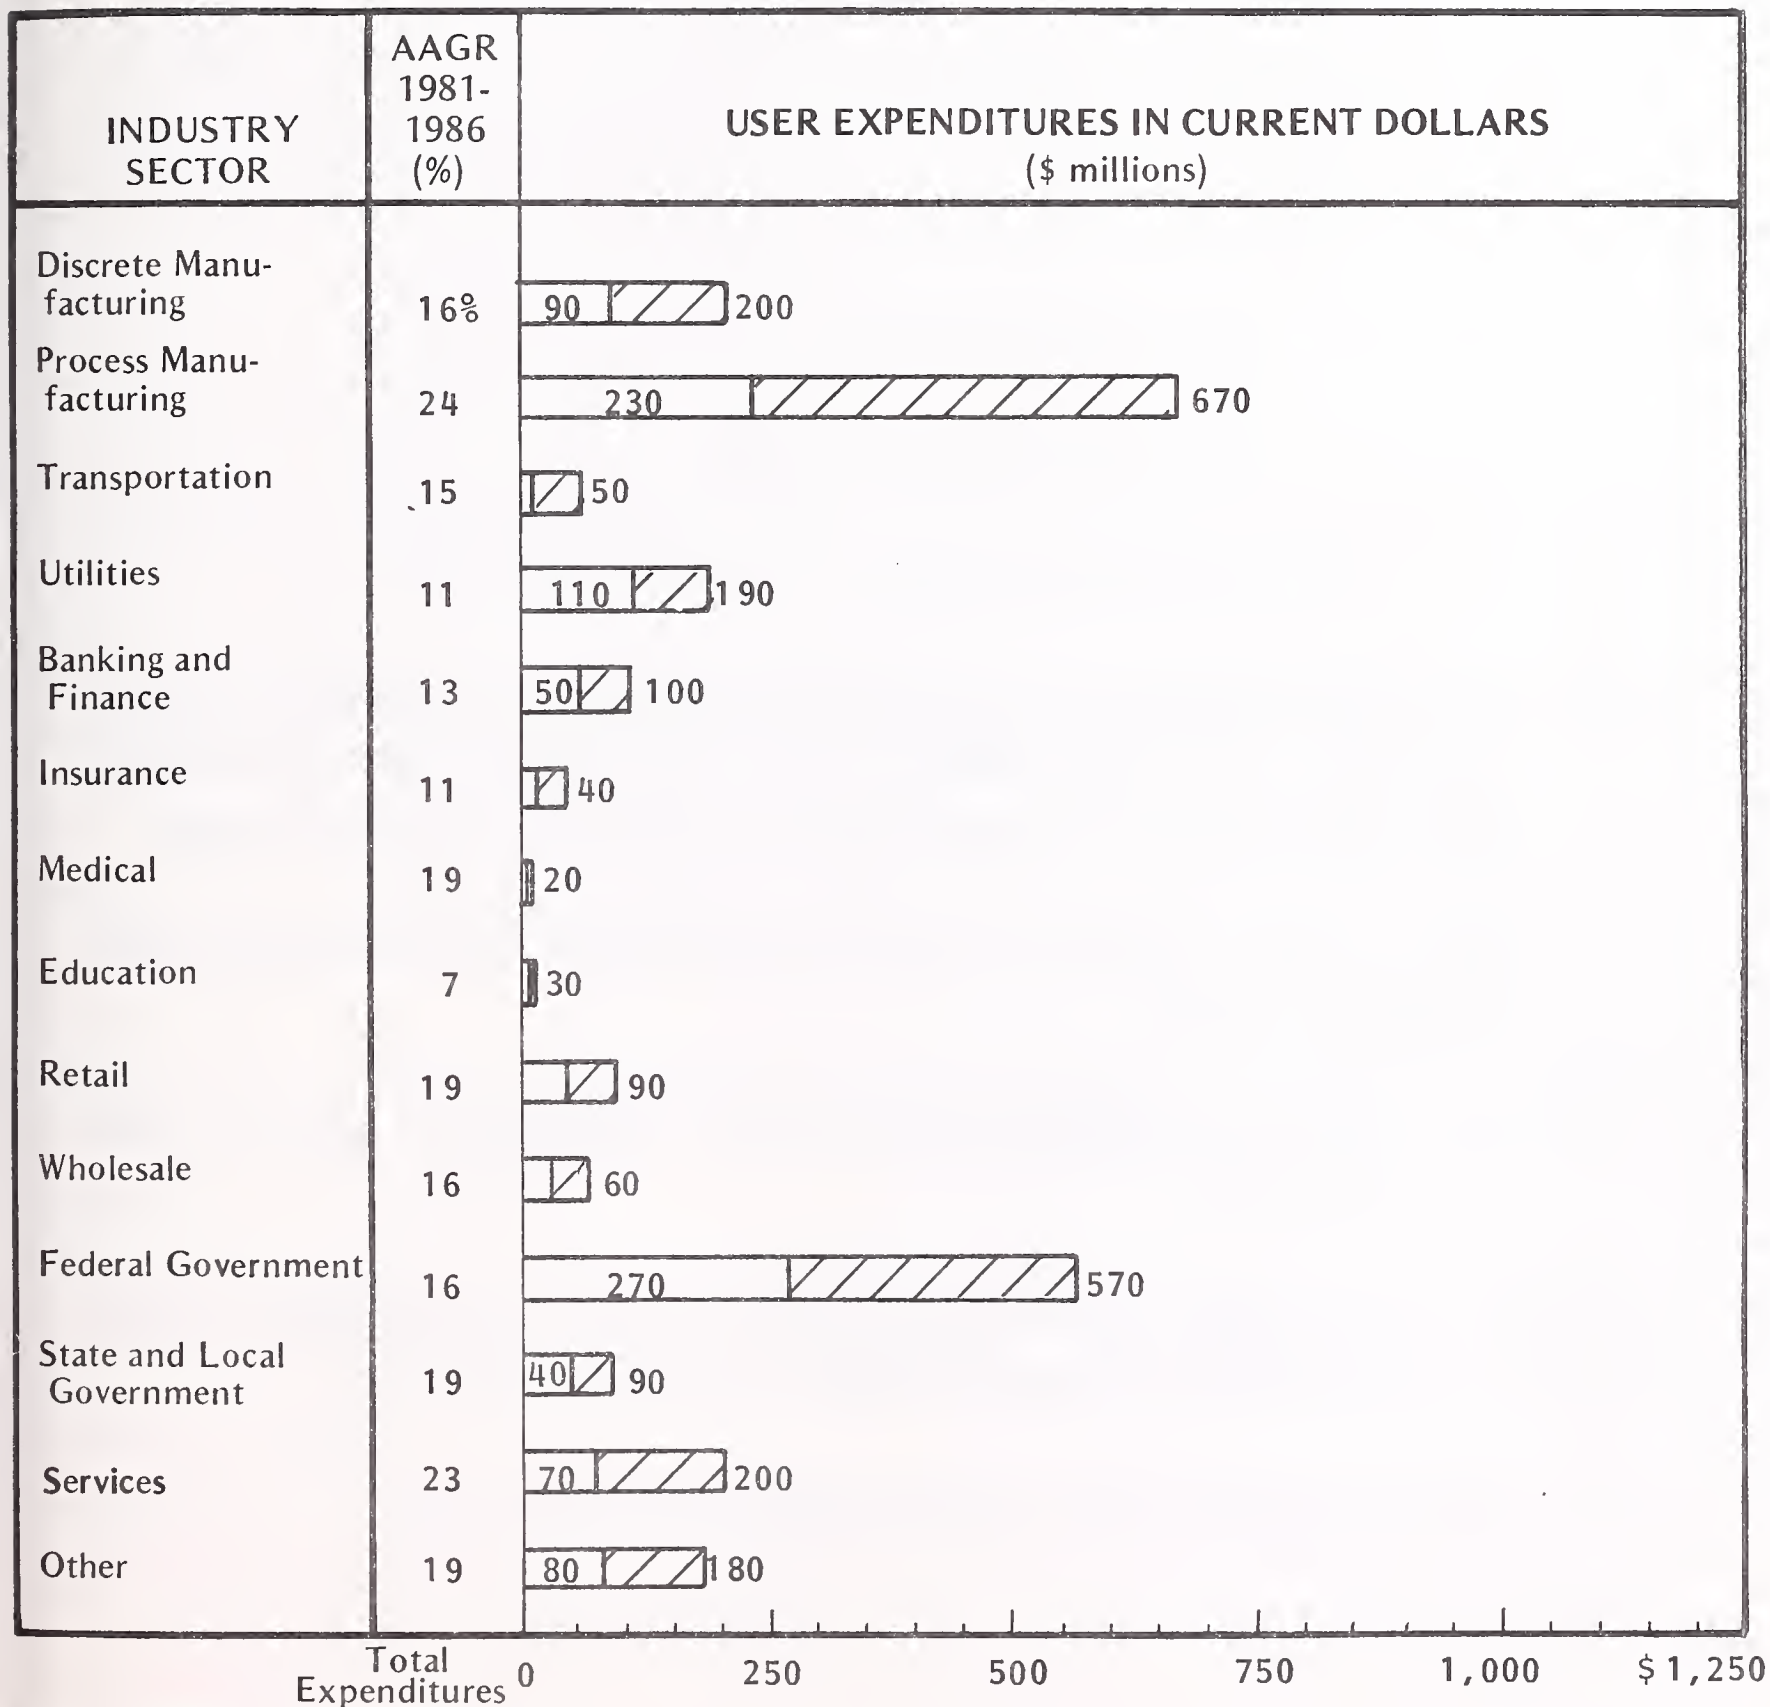 INDUSTRY
SECTOR
AAGR
1981-
1986
(%)
USER EXPENDITURES IN CURRENT DOLLARS
($ millions)
Discrete Manu-
facturing
16%
90
200
Process Manu-
facturing
24
230
670
Transportation
15
50
Utilities
11
110
190
Banking and
Finance
13
50
100
Insurance
11
40
Medical
19
20
Education
7
30
Retail
19
90
Wholesale
16
60
Federal Government
16
270
570
State and Local
Government
19
40
90
Services
23
70
200
Other
19
80
180
Total
Expenditures
0
250
500
750
1,000
$1,250